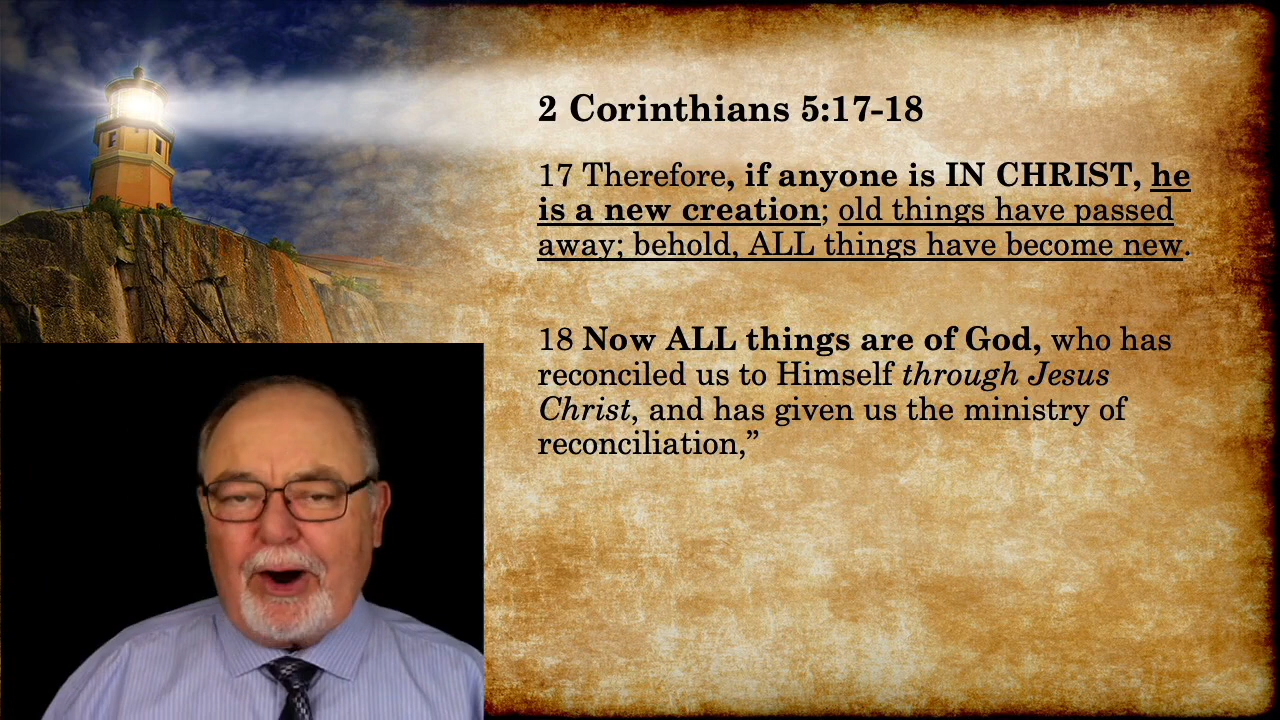 2 Corinthians 5:17-18
17 Therefore, if anyone is IN CHRIST, he
is a new creation; old things have passed
away; behold, ALL things have become new.
18 Now ALL things are of God, who has
reconciled us to Himself through Jesus
Christ, and has given us the ministry of
reconciliation,”